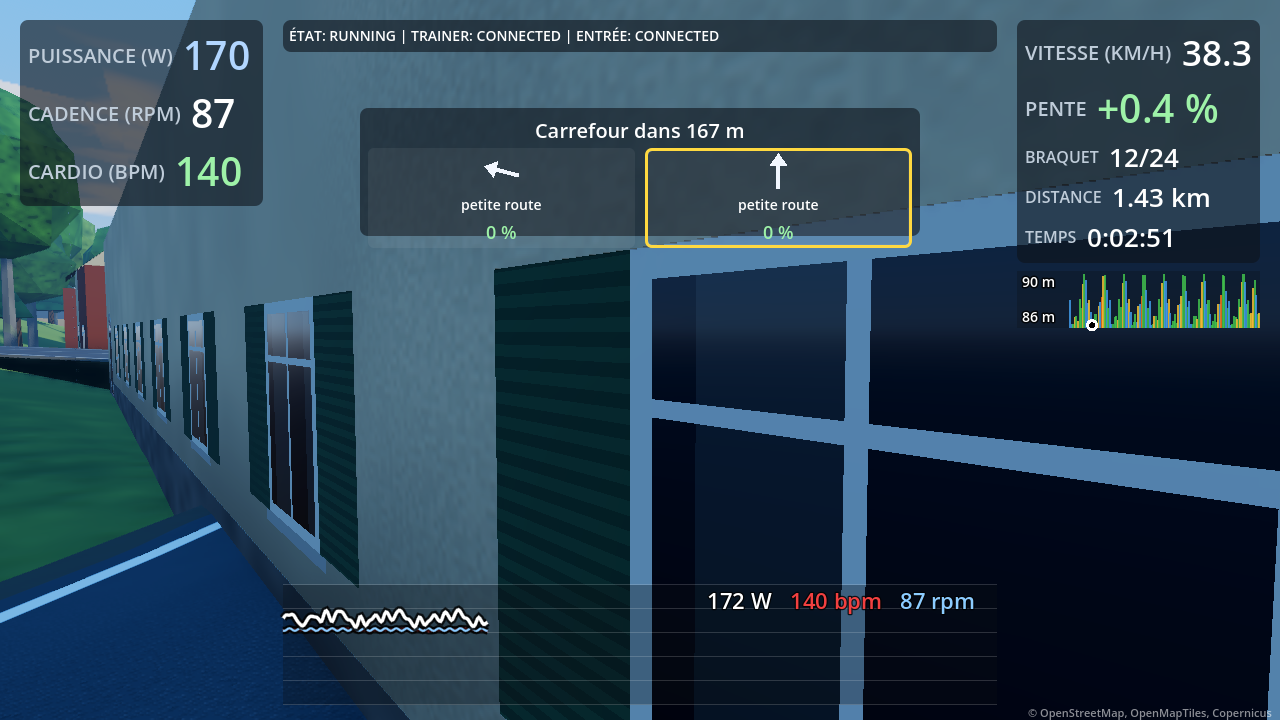 PUISSANCE (W) 170
CADENCE (RPM) 87
CARDIO (BPM) 140
ÉTAT: RUNNING | TRAINER: CONNECTED | ENTRÉE: CONNECTED
Carrefour dans 167 m
petite route
0 %
petite route
0 %
VITESSE (KM/H) 38.3
PENTE +0.4 %
BRAQUET 12/24
DISTANCE 1.43 km
TEMPS 0:02:51
90 m
86 m
172 W 140 bpm 87 rpm
© OpenStreetMap, OpenMapTiles, Copernicus